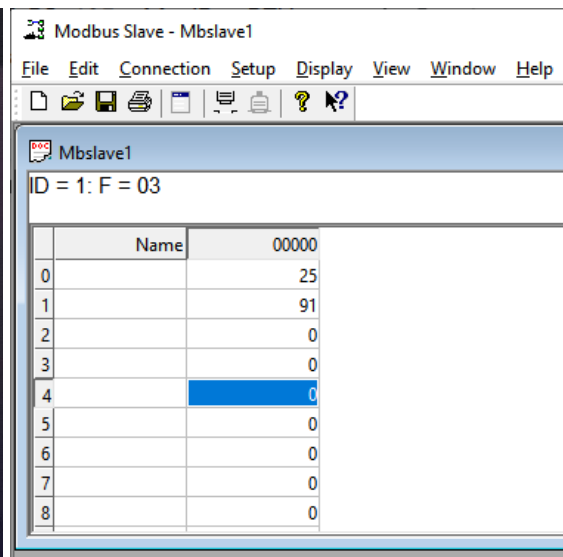 Modbus Slave - Mbslave1
File Edit Connection Setup Display View Window Help
Mbslave1
ID = 1: F = 03
Name 00000
0 25
1 91
2 0
3 0
4 0
5 0
6 0
7 0
8 0